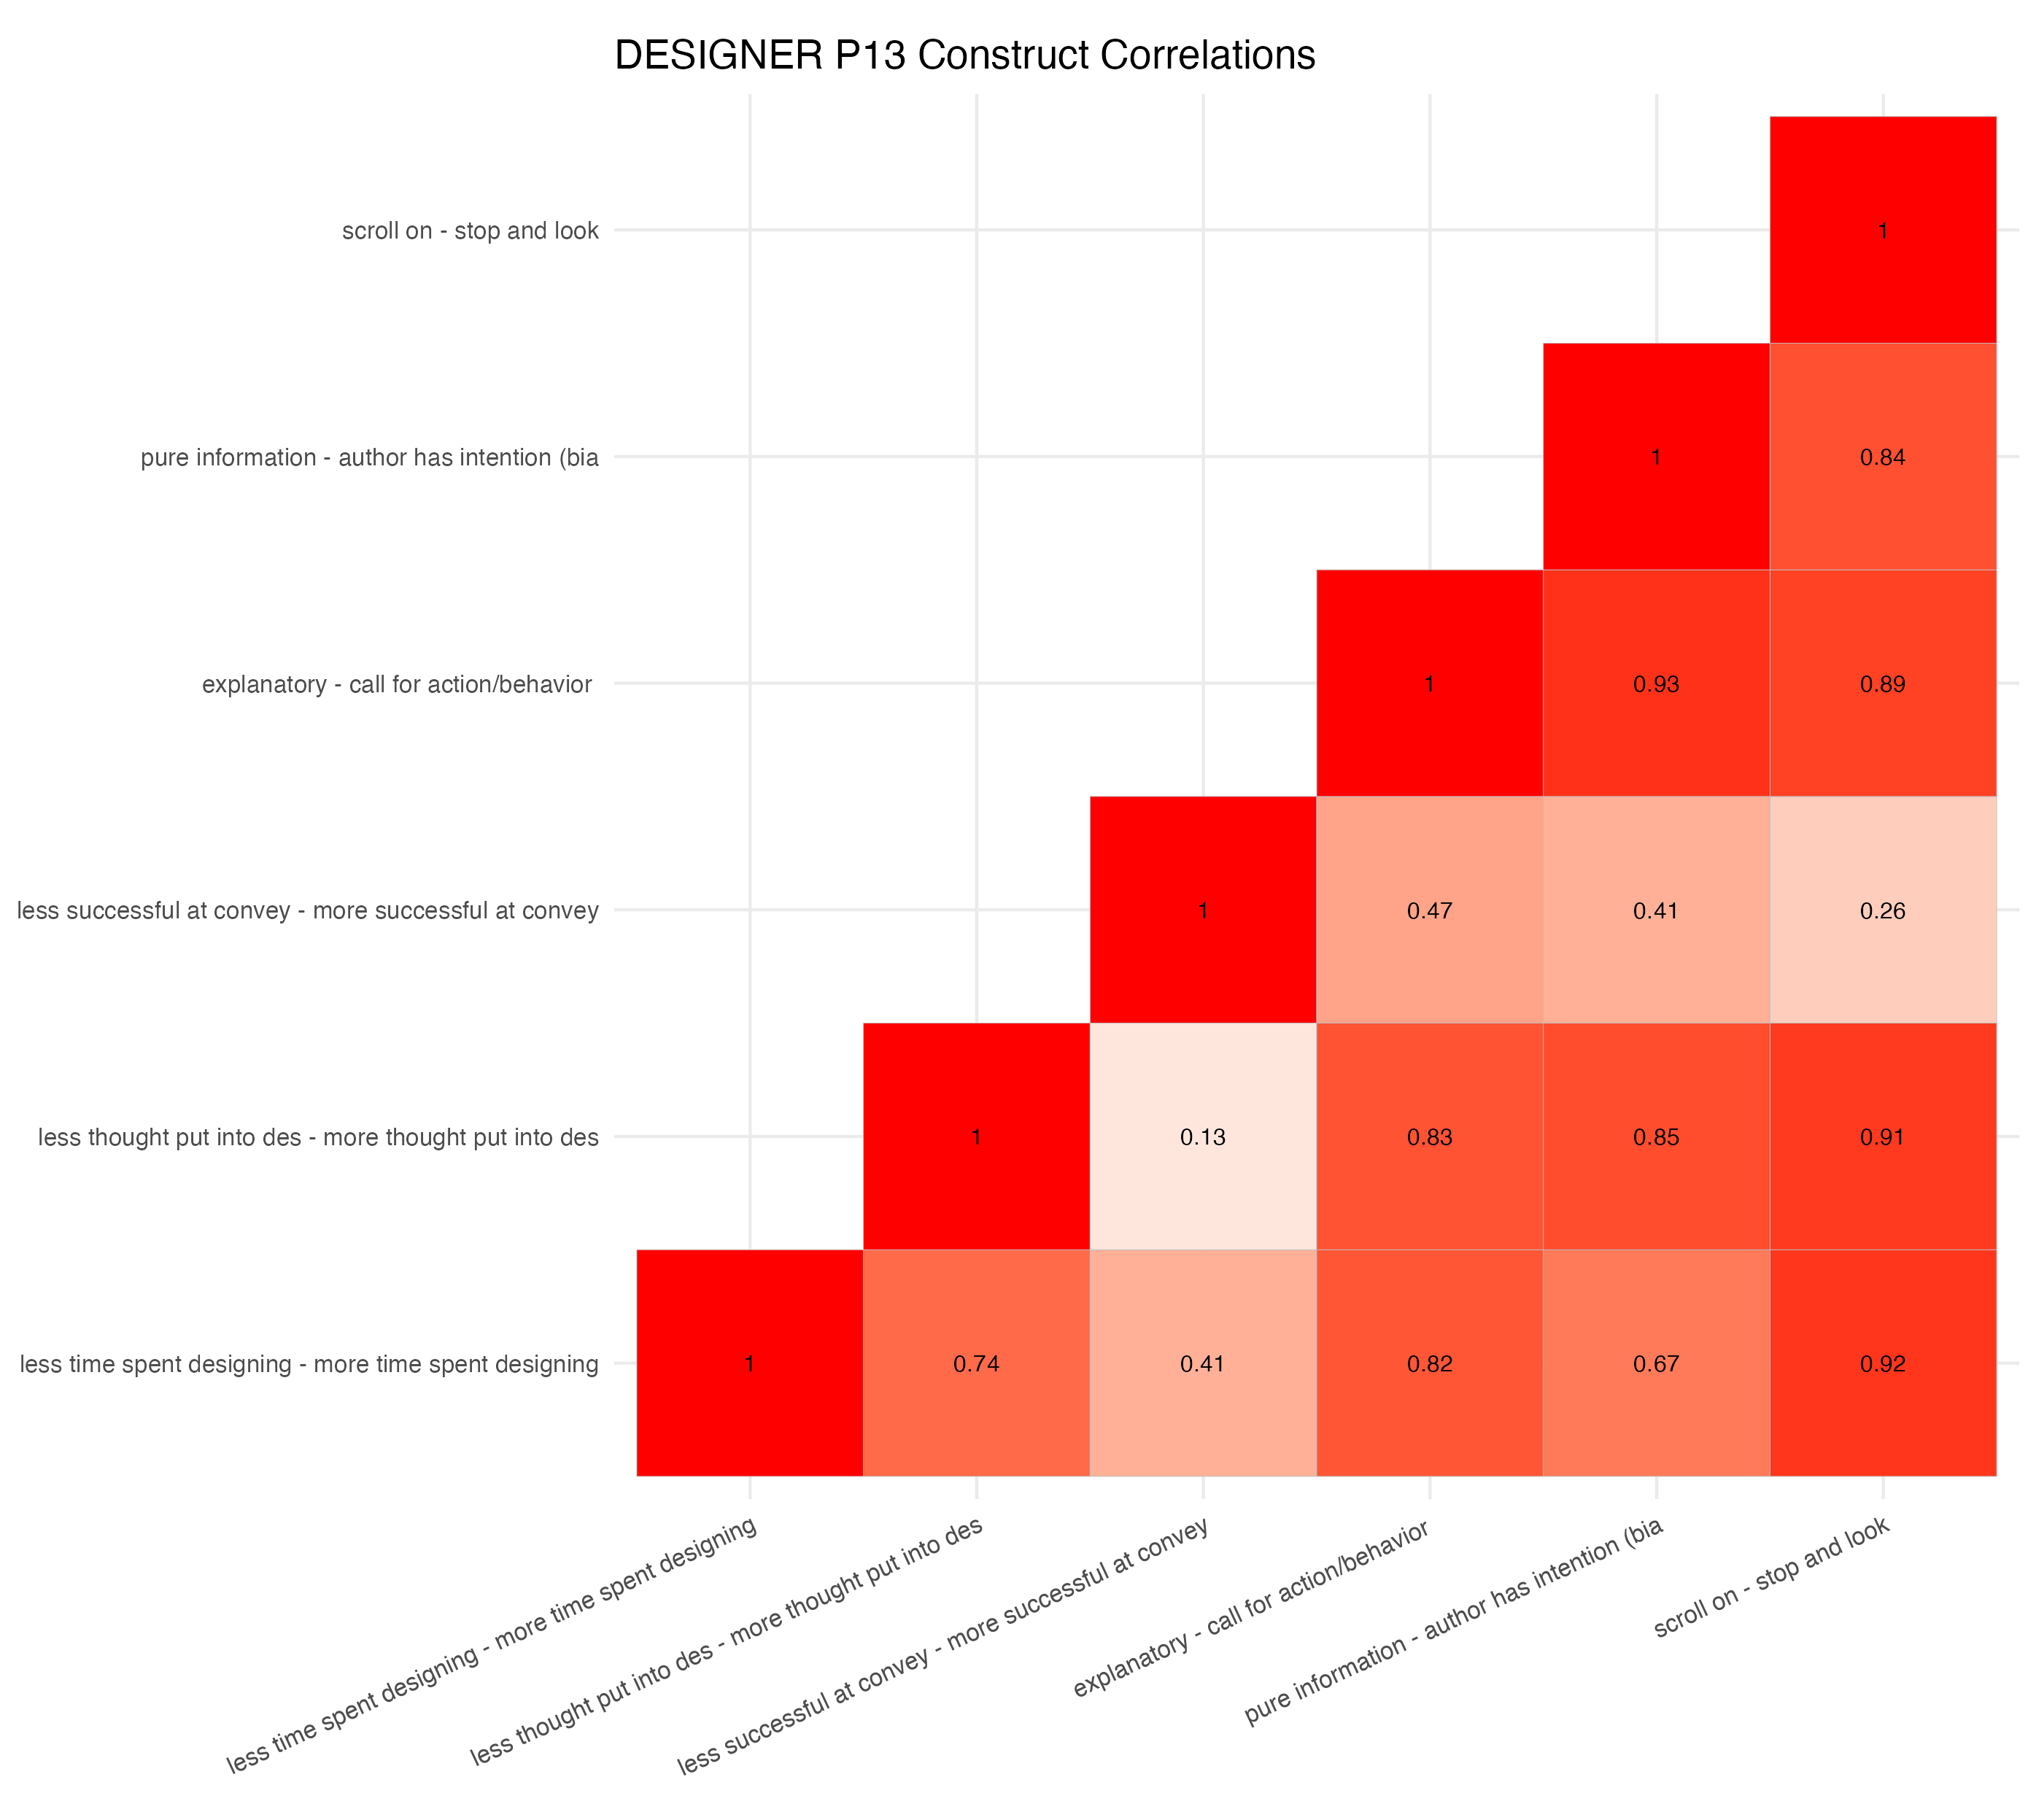 DESIGNER P13 Construct Correlations
scroll on - stop and look
1
pure information - author has intention (bia
1
0.84
explanatory - call for action/behavior
1
0.93
0.89
less successful at convey - more successful at convey
1
0.47
0.41
0.26
less thought put into des - more thought put into des
1
0.13
0.83
0.85
0.91
less time spent designing - more time spent designing
1
0.74
0.41
0.82
0.67
0.92
less time spent designing - more time spent designing
less thought put into des - more thought put into des
less successful at convey - more successful at convey
explanatory - call for action/behavior
pure information - author has intention (bia
scroll on - stop and look